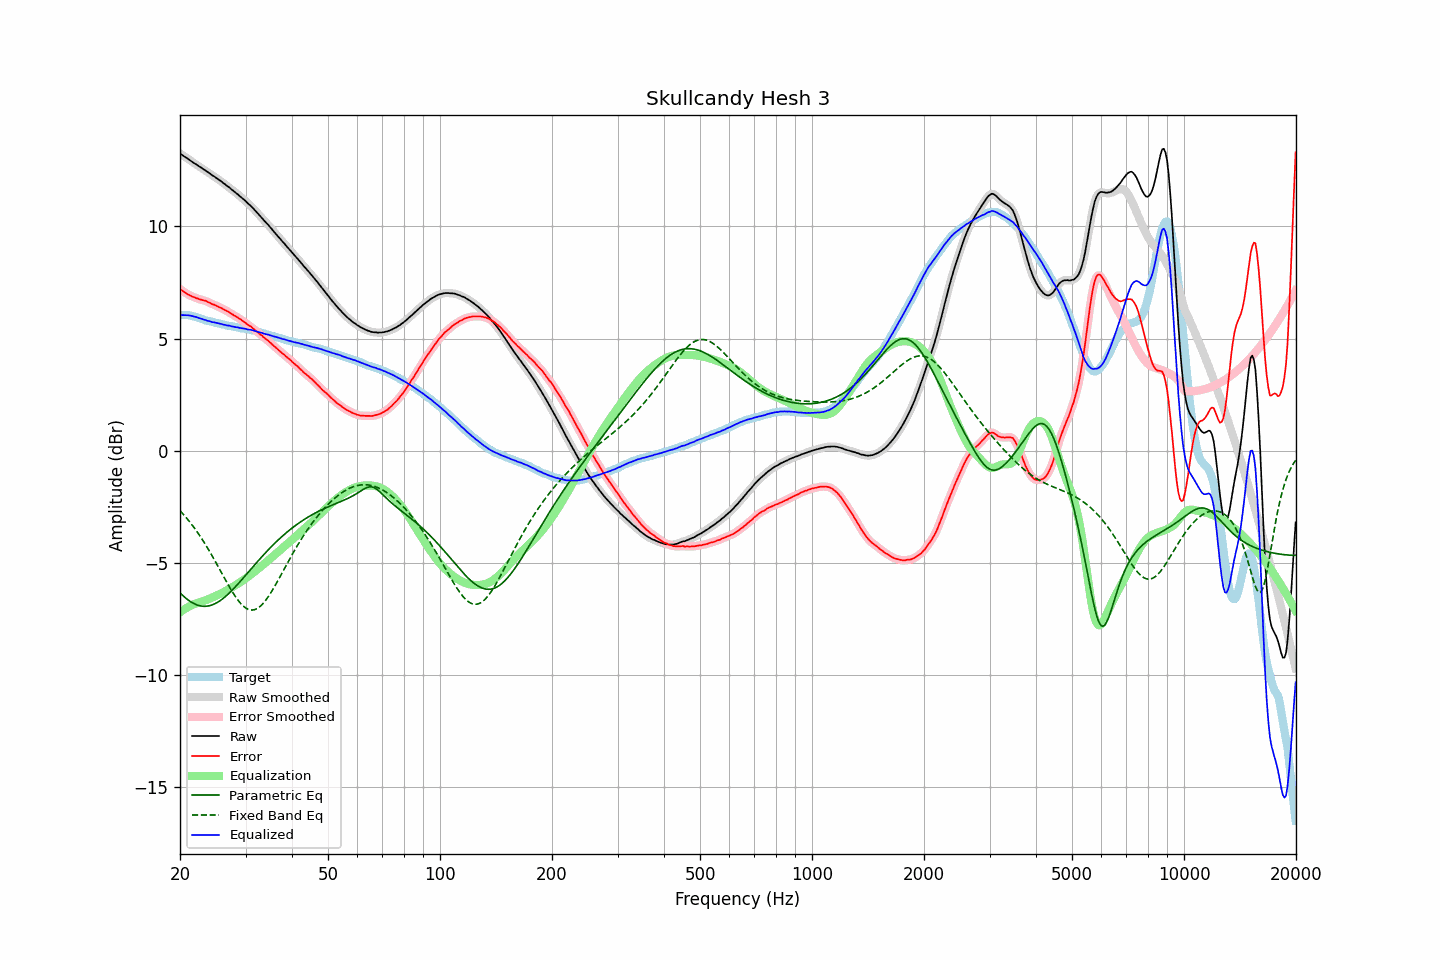 Skullcandy Hesh 3
Amplitude (dBr)
10
5
0
−5
−10
−15
Target
Raw Smoothed
Error Smoothed
Raw
Error
Equalization
Parametric Eq
Fixed Band Eq
Equalized
20 50 100 200 500 1000 2000 5000 10000 20000
Frequency (Hz)